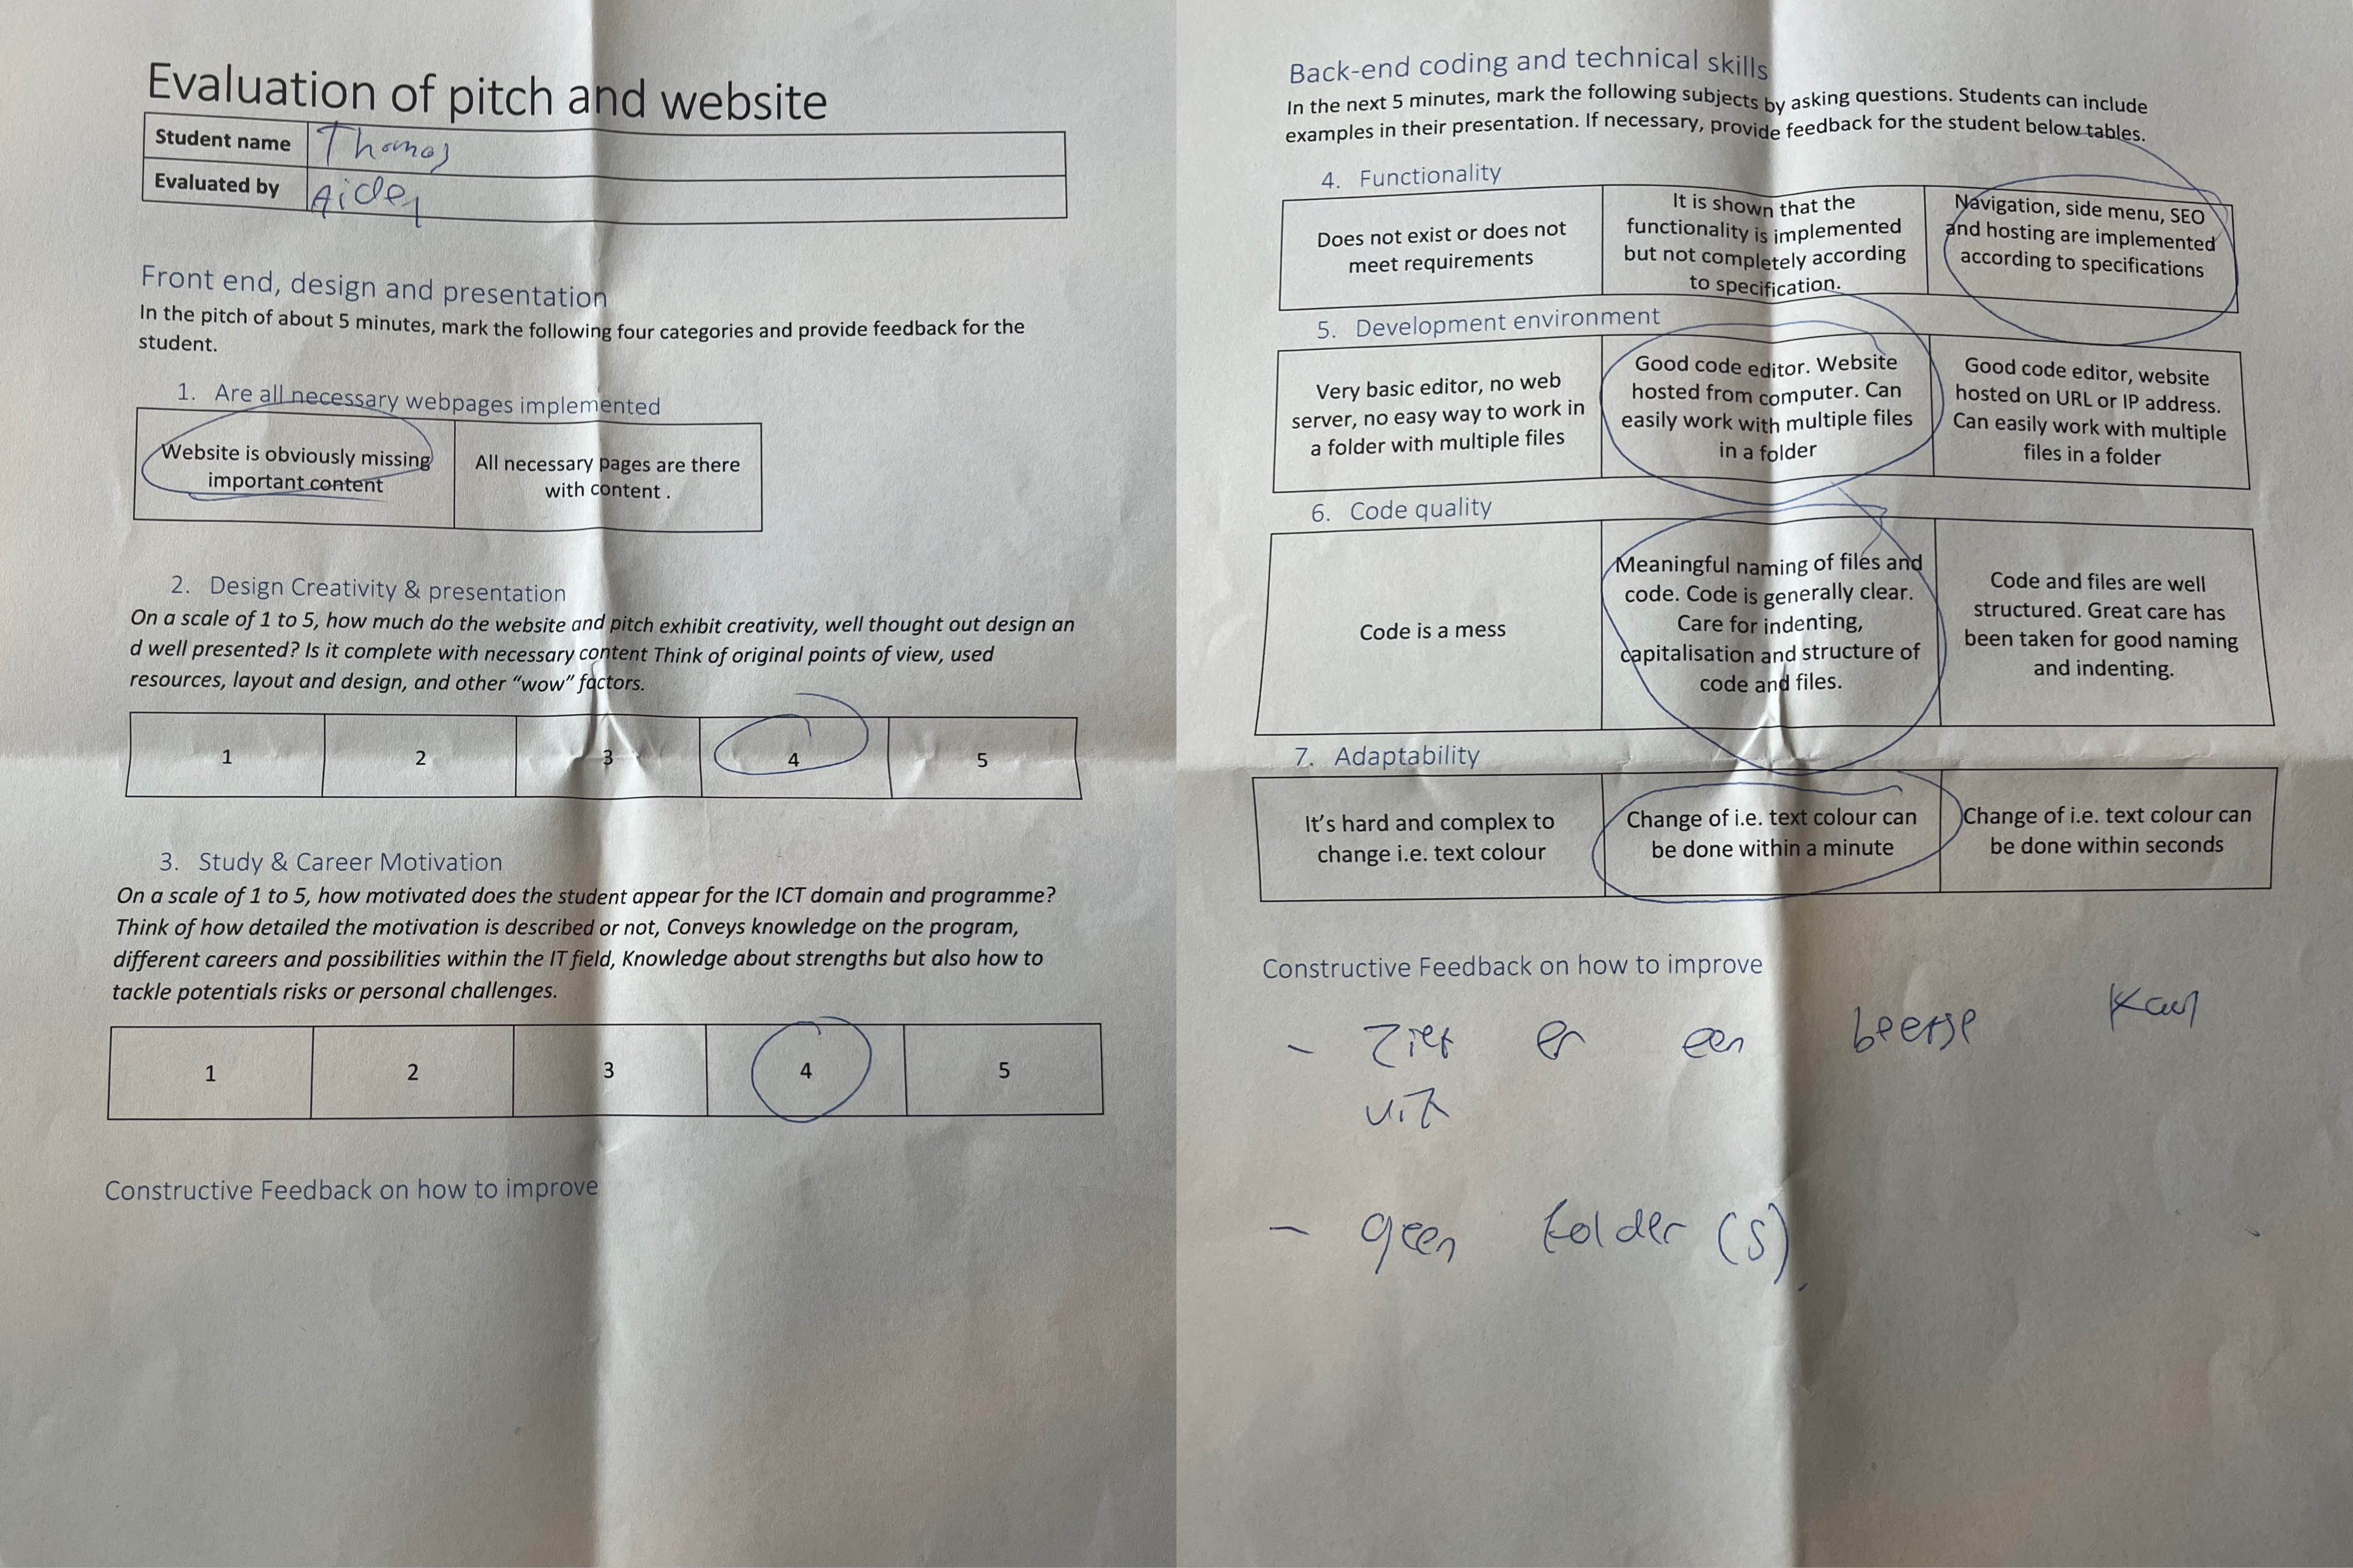 Evaluation of pitch and website
Student name Thomas
Evaluated by Aiden
Front end, design and presentation
In the pitch of about 5 minutes, mark the following four categories and provide feedback for the
student.
1. Are all necessary webpages implemented
Website is obviously missing
important content
All necessary pages are there
with content .
2. Design Creativity & presentation
On a scale of 1 to 5, how much do the website and pitch exhibit creativity, well thought out design an
d well presented? Is it complete with necessary content Think of original points of view, used
resources, layout and design, and other “wow” factors.
1 2 3 4 5
3. Study & Career Motivation
On a scale of 1 to 5, how motivated does the student appear for the ICT domain and programme?
Think of how detailed the motivation is described or not, Conveys knowledge on the program,
different careers and possibilities within the IT field, Knowledge about strengths but also how to
tackle potentials risks or personal challenges.
1 2 3 4 5
Constructive Feedback on how to improve
Back-end coding and technical skills
In the next 5 minutes, mark the following subjects by asking questions. Students can include
examples in their presentation. If necessary, provide feedback for the student below tables.
4. Functionality
Does not exist or does not
meet requirements
It is shown that the
functionality is implemented
but not completely according
to specification.
Navigation, side menu, SEO
and hosting are implemented
according to specifications
5. Development environment
Very basic editor, no web
server, no easy way to work in
a folder with multiple files
Good code editor. Website
hosted from computer. Can
easily work with multiple files
in a folder
Good code editor, website
hosted on URL or IP address.
Can easily work with multiple
files in a folder
6. Code quality
Code is a mess
Meaningful naming of files and
code. Code is generally clear.
Care for indenting,
capitalisation and structure of
code and files.
Code and files are well
structured. Great care has
been taken for good naming
and indenting.
7. Adaptability
It’s hard and complex to
change i.e. text colour
Change of i.e. text colour can
be done within a minute
Change of i.e. text colour can
be done within seconds
Constructive Feedback on how to improve
- Ziet er een beetje
uit
- geen folder (s)